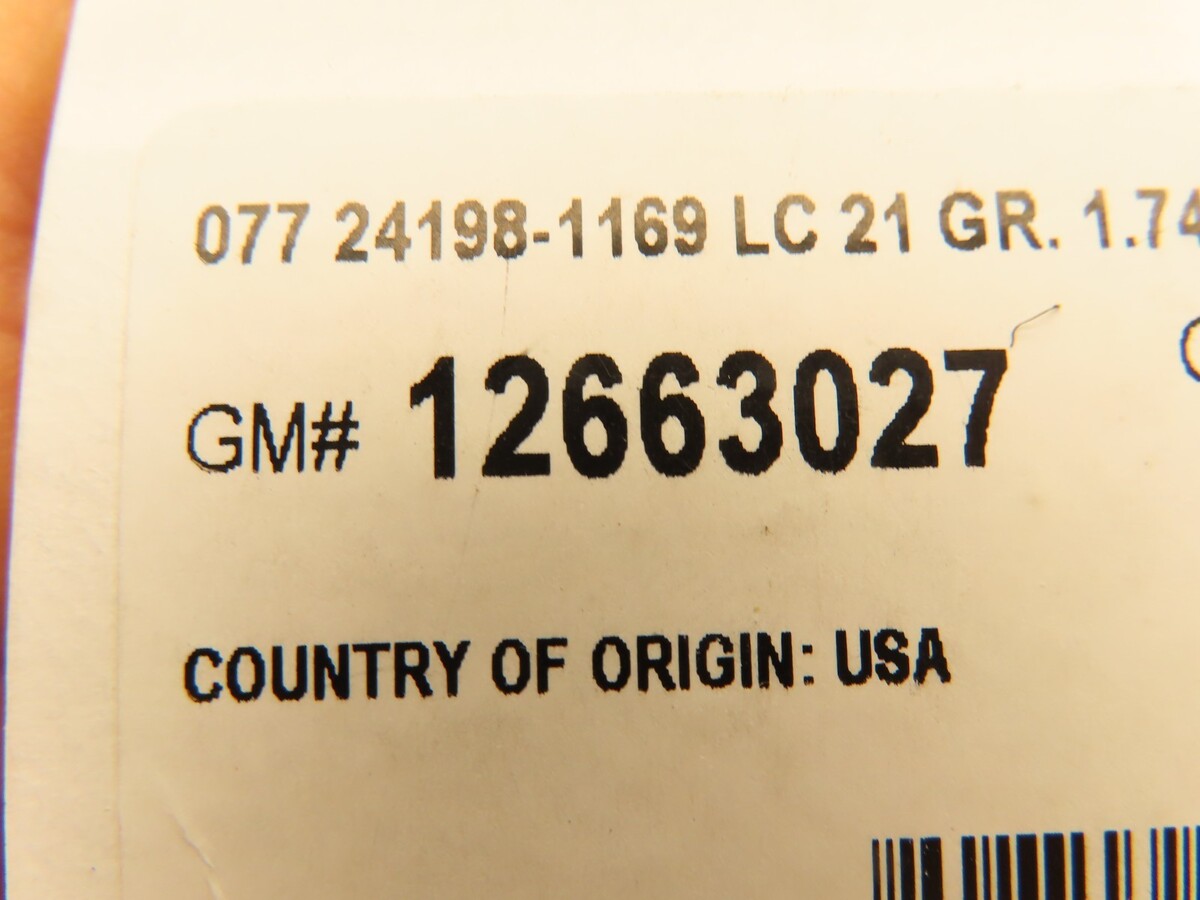 077 24198-1169 LC 21 GR. 1.74
GM# 12663027
COUNTRY OF ORIGIN: USA